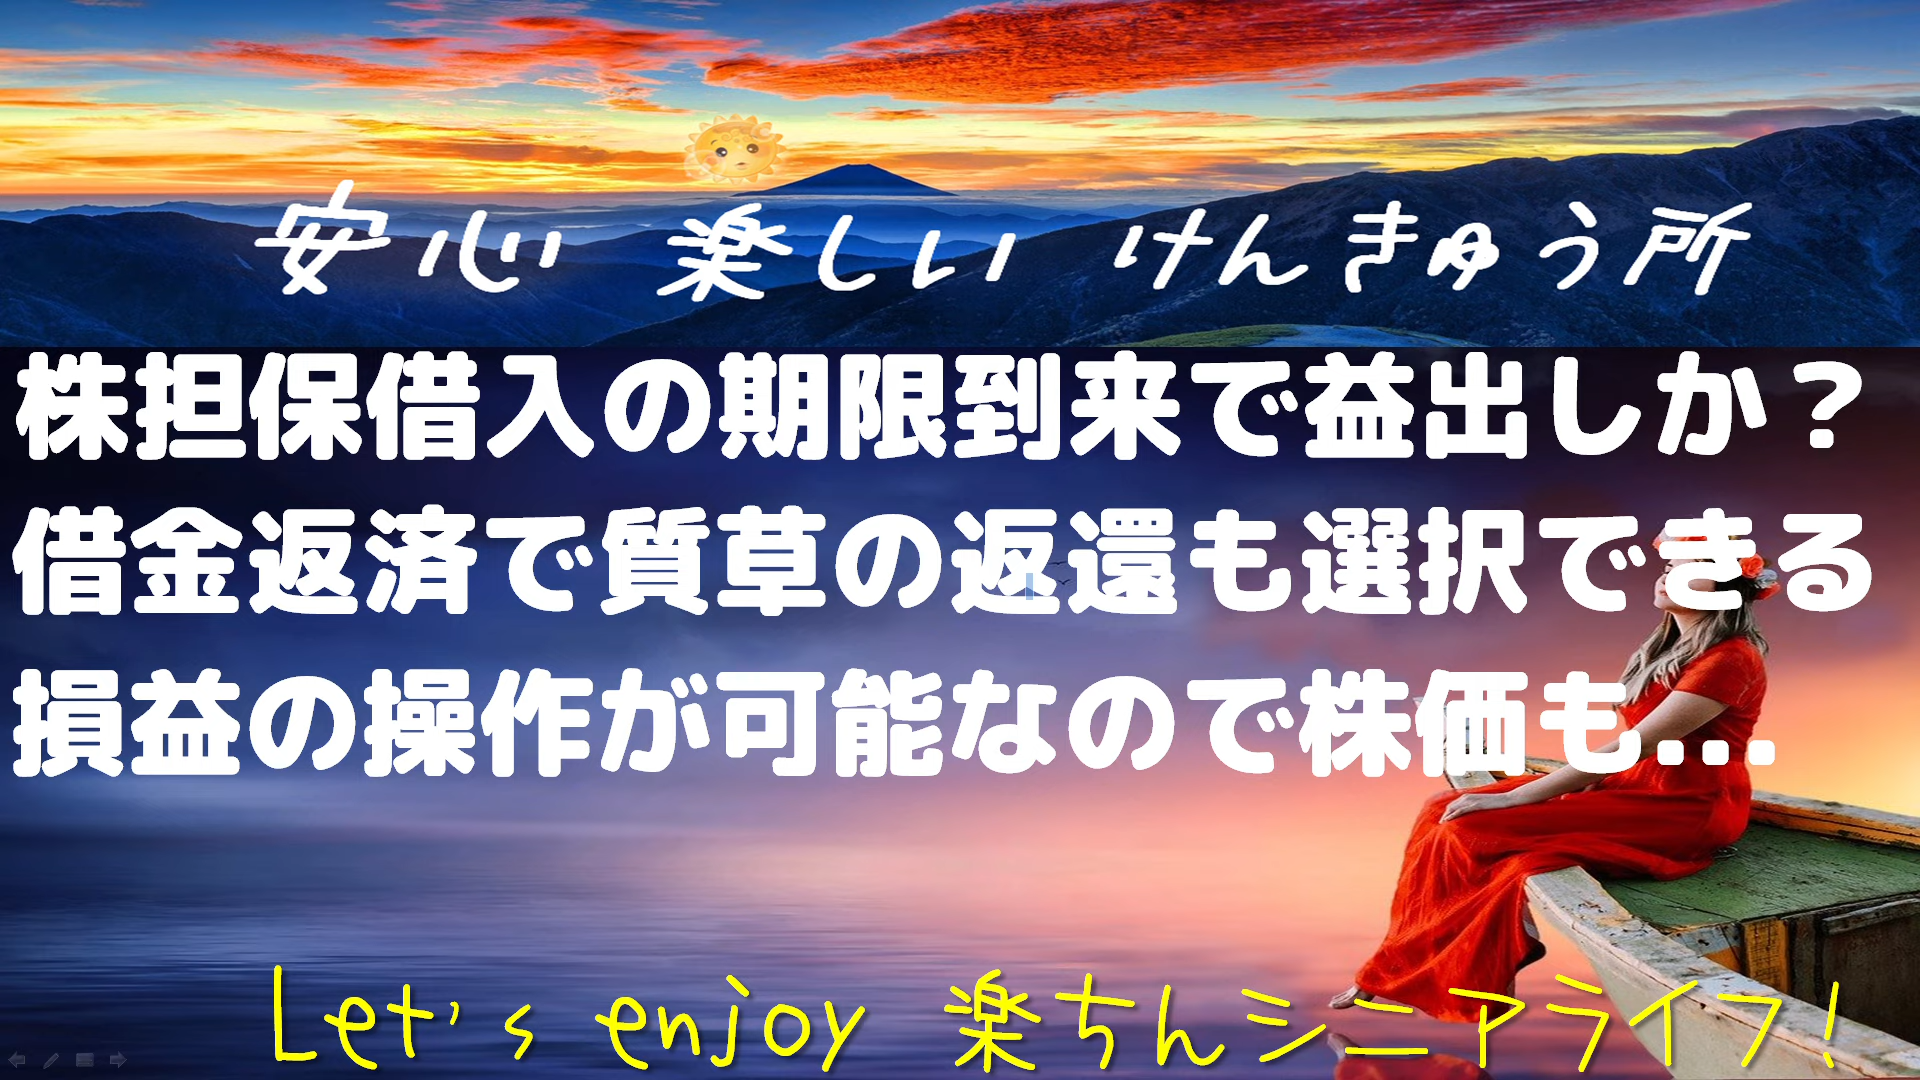 安心 楽しい けんきゅう所
株担保借入の期限到来で益出しか？
借金返済で質草の返還も選択できる
損益の操作が可能なので株価も...
Let's enjoy 楽ちんシニアライフ!